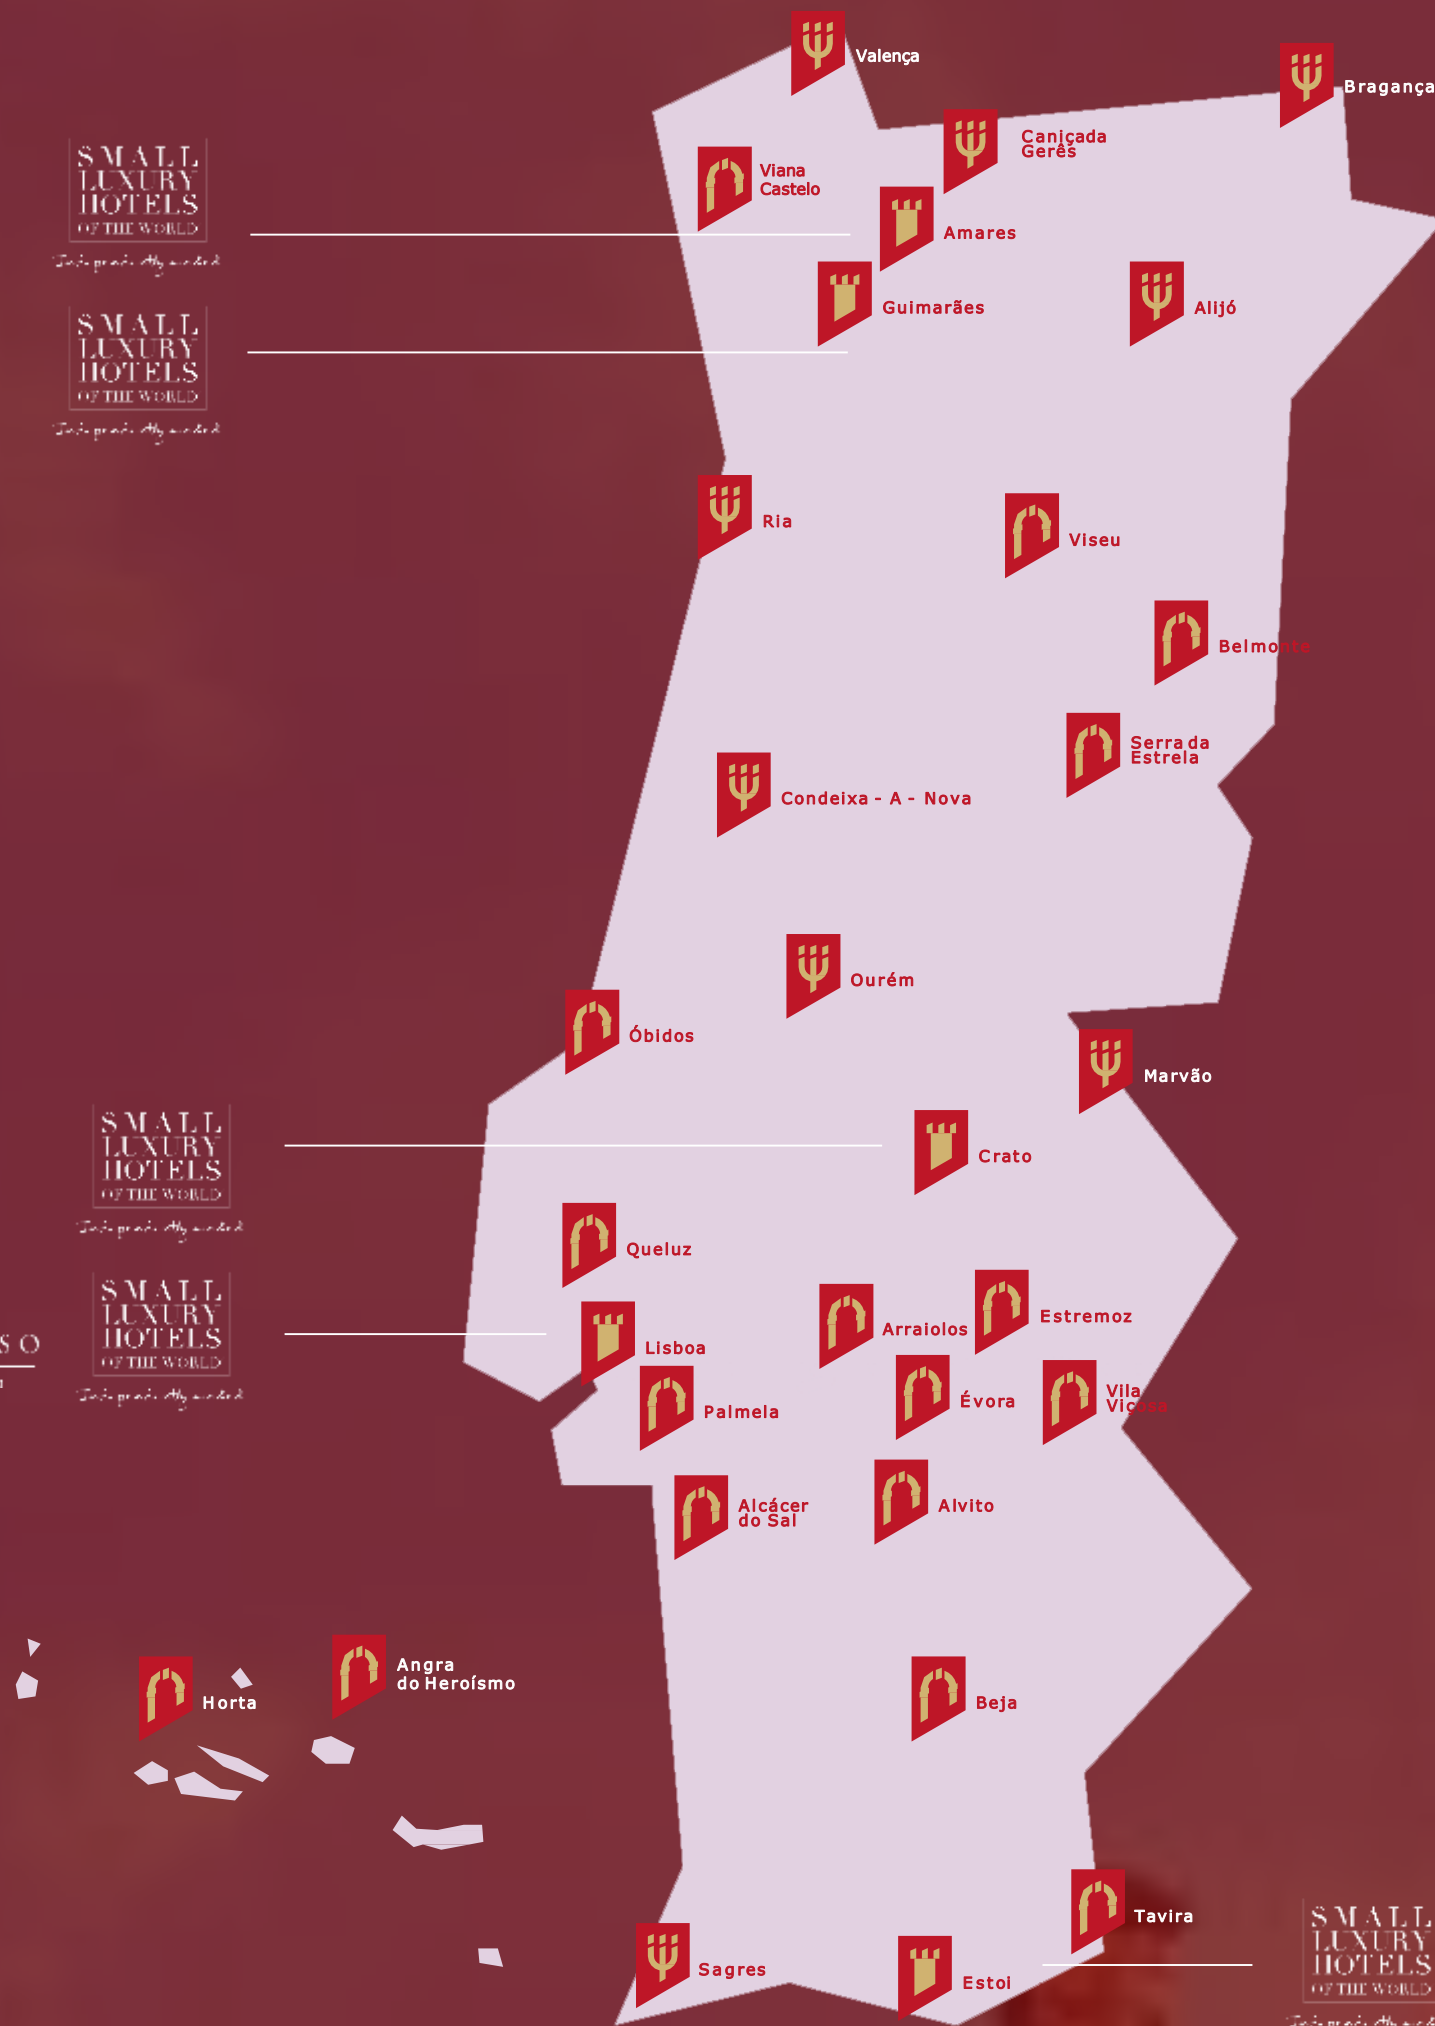 Valença
Bragança
Caniçada
Gerês
SMALL
LUXURY
HOTELS
OF THE WORLD
Viana
Castelo
Amares
Guimarães
Alijó
SMALL
LUXURY
HOTELS
OF THE WORLD
Ria
Viseu
Belmonte
Serra da
Estrela
Condeixa - A - Nova
Ourém
Óbidos
Marvão
SMALL
LUXURY
HOTELS
OF THE WORLD
Crato
Queluz
SMALL
LUXURY
HOTELS
OF THE WORLD
SO
Estremoz
Arraiolos
Lisboa
Vila
Viçosa
Évora
Palmela
Alcácer
do Sal
Alvito
Angra
do Heroísmo
Horta
Beja
Tavira
SMALL
LUXURY
HOTELS
OF THE WORLD
Sagres
Estoi